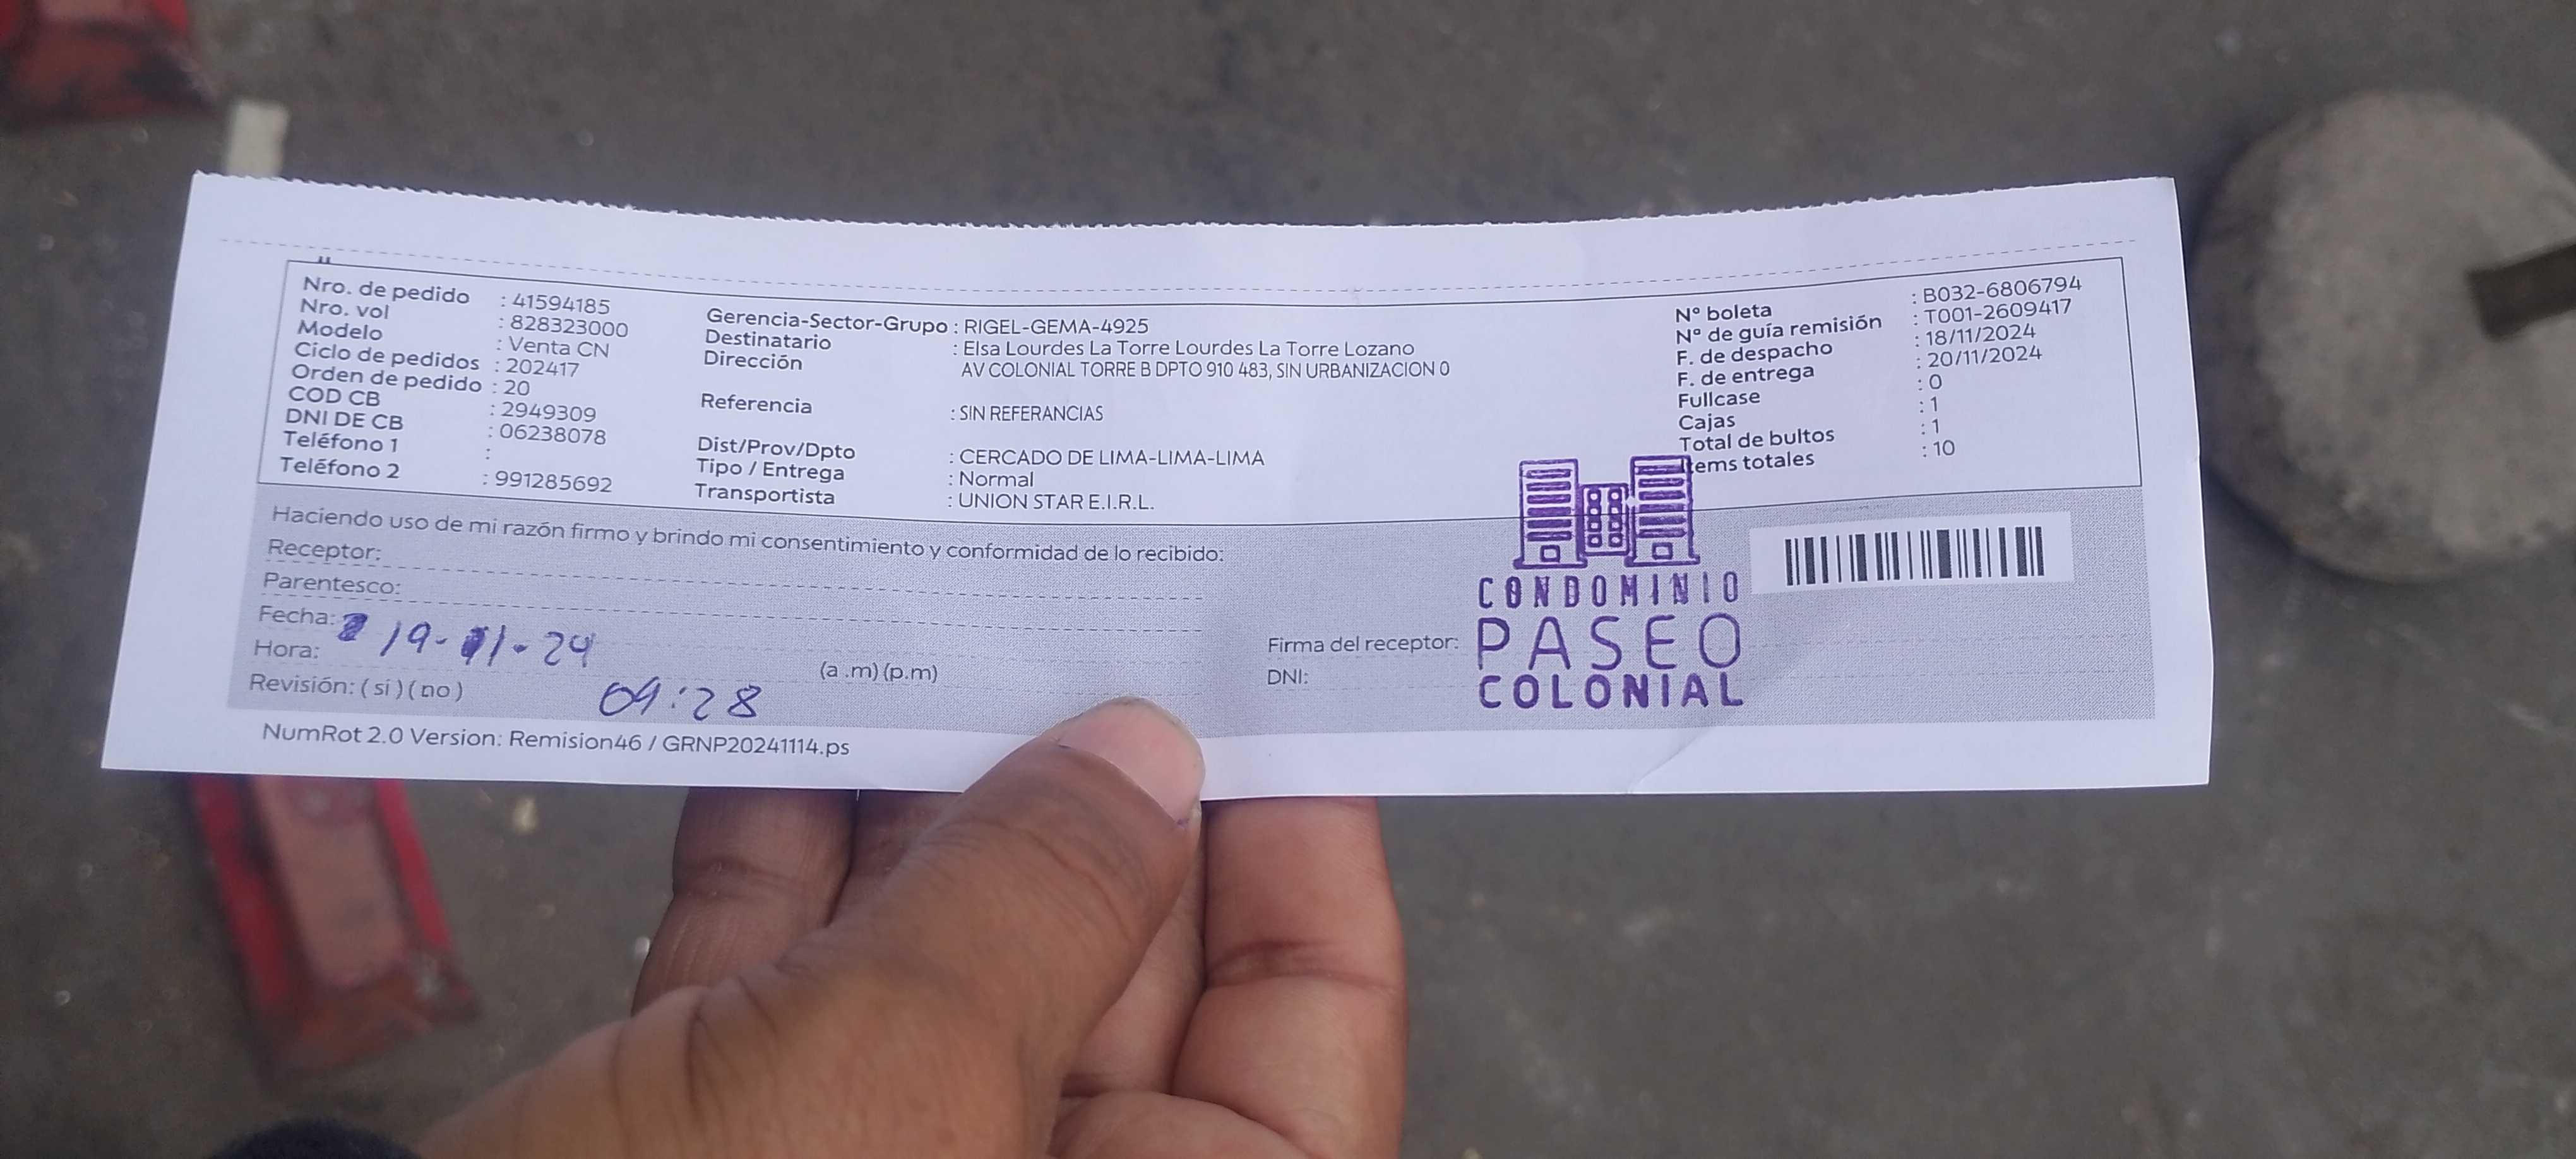 Nro. de pedido : 41594185
Nro. vol : 828323000
Modelo : Venta CN
Ciclo de pedidos : 202417
Orden de pedido : 20
COD CB : 2949309
DNI DE CB : 06238078
Teléfono 1 :
Teléfono 2 : 991285692
Gerencia-Sector-Grupo : RIGEL-GEMA-4925
Destinatario : Elsa Lourdes La Torre Lourdes La Torre Lozano
Dirección AV COLONIAL TORRE B DPTO 910 483, SIN URBANIZACION 0
Referencia : SIN REFERANCIAS
Dist/Prov/Dpto : CERCADO DE LIMA-LIMA-LIMA
Tipo / Entrega : Normal
Transportista : UNION STAR E.I.R.L.
N° boleta : B032-6806794
N° de guía remisión : T001-2609417
F. de despacho : 18/11/2024
F. de entrega : 20/11/2024
Fullcase : 0
Cajas : 1
Total de bultos : 1
Items totales : 10
Haciendo uso de mi razón firmo y brindo mi consentimiento y conformidad de lo recibido:
Receptor:
Parentesco:
Fecha: 19-11-24
Hora: 09:28 (a .m) (p.m)
Revisión: ( si ) ( no )
Firma del receptor:
DNI:
CONDOMINIO
PASEO
COLONIAL
NumRot 2.0 Version: Remision46 / GRNP20241114.ps